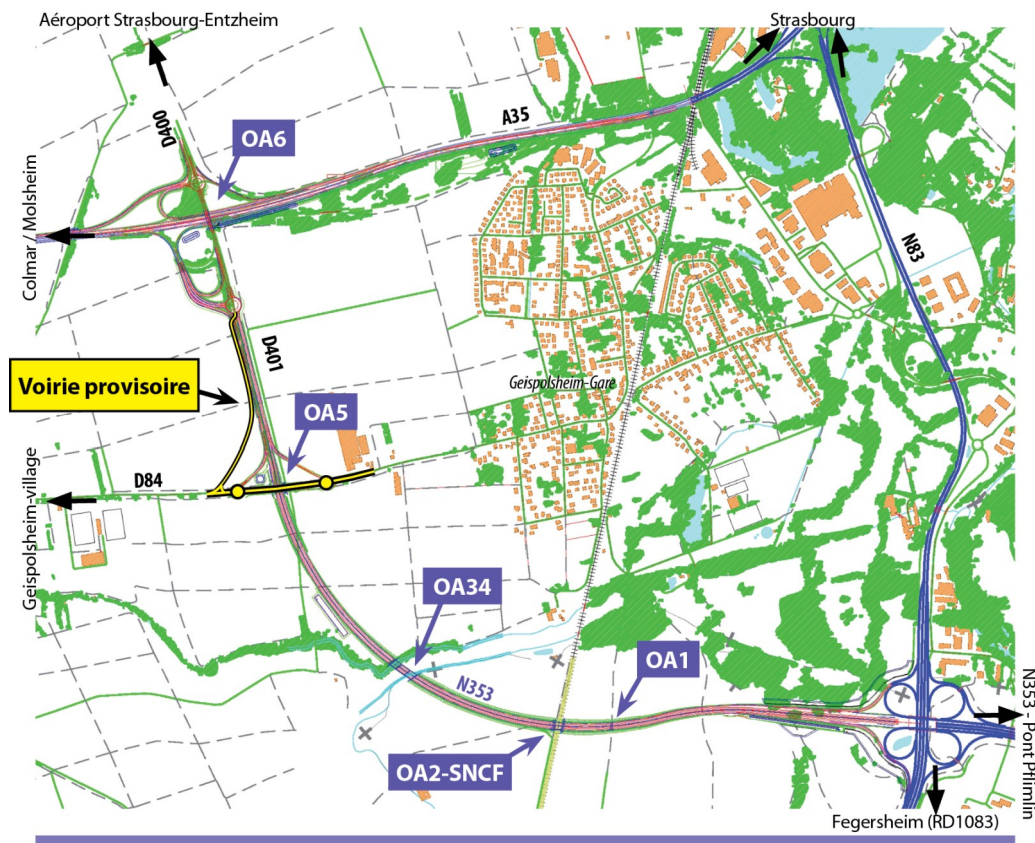 Aéroport Strasbourg-Entzheim
Strasbourg
D400
OA6
A35
Colmar / Molsheim
N83
D401
Voirie provisoire
Geispolsheim-Gare
OA5
D84
Geispolsheim-village
OA34
N353
OA1
OA2-SNCF
N353 - Pont Pflimlin
Fegersheim (RD1083)